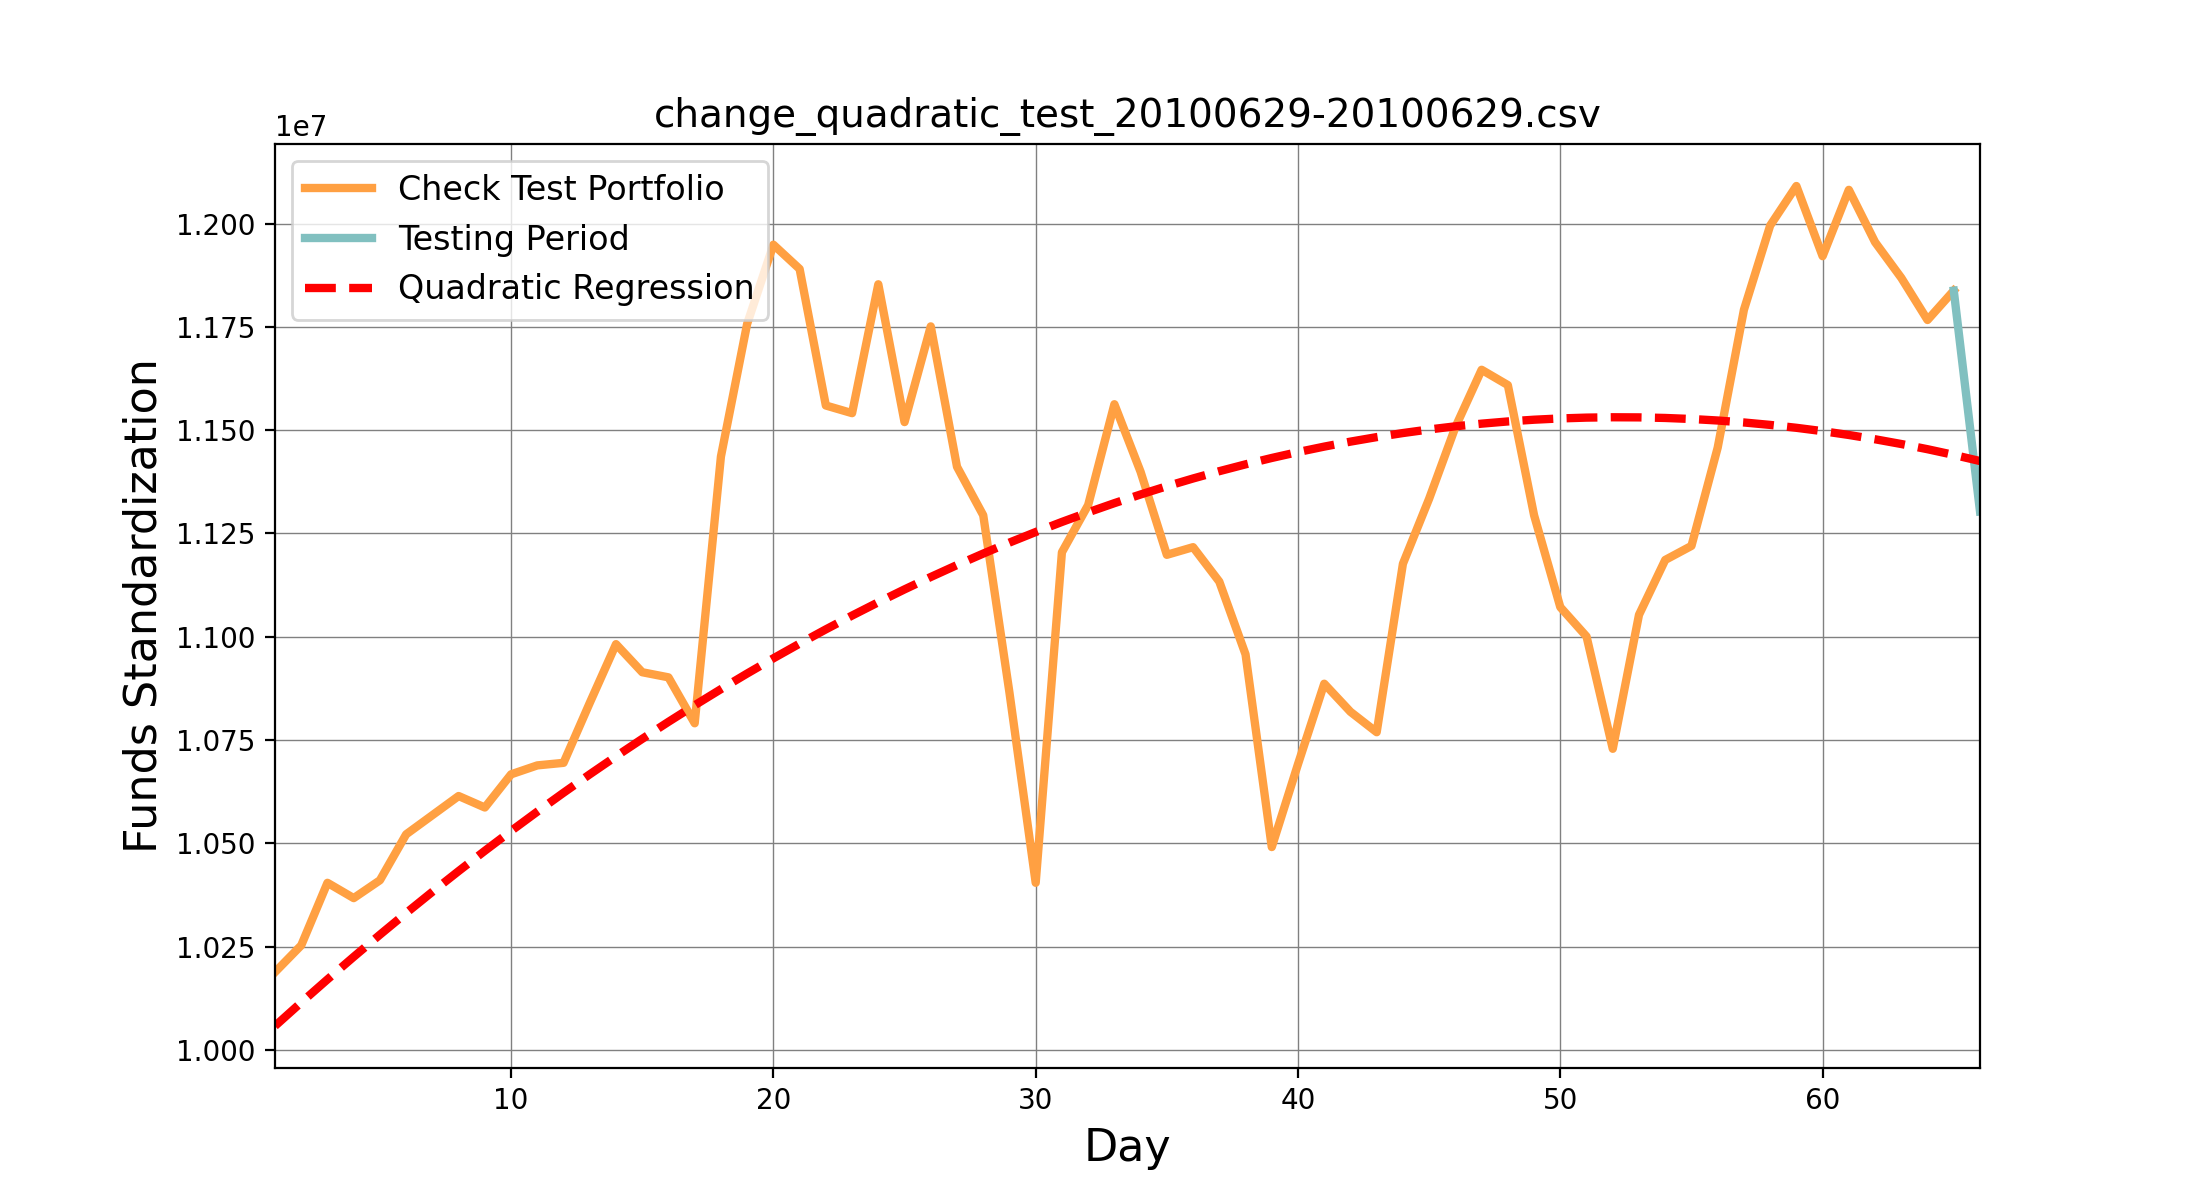 change_quadratic_test_20100629-20100629.csv
1e7
Check Test Portfolio
Testing Period
Quadratic Regression
1.200
1.175
1.150
1.125
1.100
1.075
1.050
1.025
1.000
Funds Standardization
10 20 30 40 50 60
Day